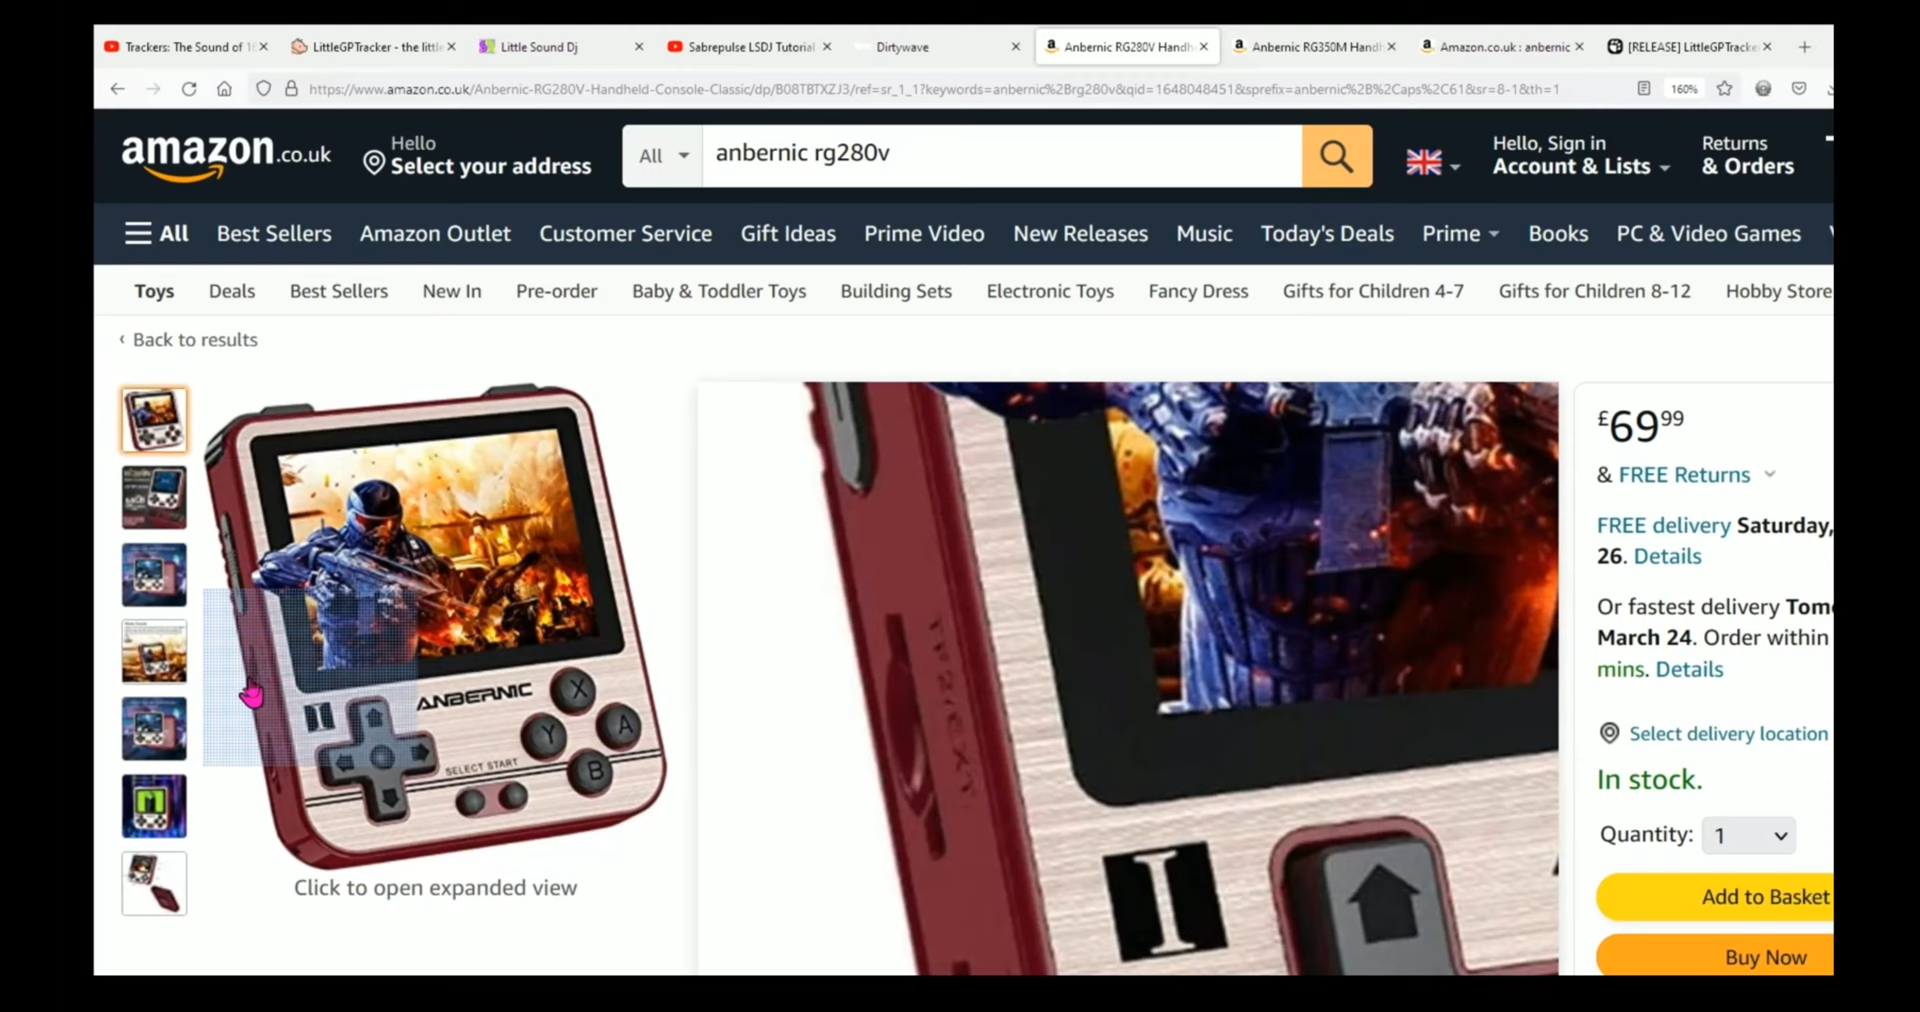 Trackers: The Sound of 16
LittleGPTracker - the little
Little Sound Dj
Sabrepulse LSDJ Tutorial
Dirtywave
Anbernic RG280V Handh
Anbernic RG350M Handh
Amazon.co.uk : anbernic
[RELEASE] LittleGPTracke
https://www.amazon.co.uk/Anbernic-RG280V-Handheld-Console-Classic/dp/B08TBTXZJ3/ref=sr_1_1?keywords=anbernic%2Brg280v&qid=1648048451&sprefix=anbernic%2B%2Caps%2C61&sr=8-1&th=1
160%
amazon.co.uk
Hello
Select your address
All
anbernic rg280v
Hello, Sign in
Account & Lists
Returns
& Orders
All
Best Sellers
Amazon Outlet
Customer Service
Gift Ideas
Prime Video
New Releases
Music
Today's Deals
Prime
Books
PC & Video Games
Toys
Deals
Best Sellers
New In
Pre-order
Baby & Toddler Toys
Building Sets
Electronic Toys
Fancy Dress
Gifts for Children 4-7
Gifts for Children 8-12
Hobby Store
‹ Back to results
ANBERNIC
X
Y
A
B
SELECT START
Click to open expanded view
£69.99
& FREE Returns
FREE delivery Saturday,
26. Details
Or fastest delivery Tom
March 24. Order within
mins. Details
Select delivery location
In stock.
Quantity: 1
Add to Basket
Buy Now